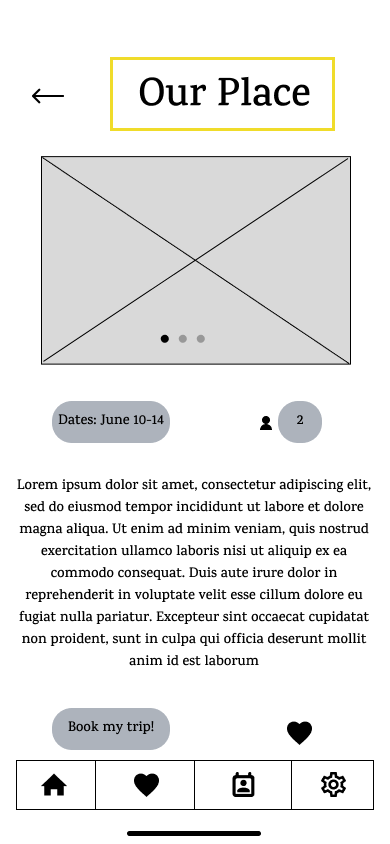 Our Place
Dates: June 10-14
2
Lorem ipsum dolor sit amet, consectetur adipiscing elit,
sed do eiusmod tempor incididunt ut labore et dolore
magna aliqua. Ut enim ad minim veniam, quis nostrud
exercitation ullamco laboris nisi ut aliquip ex ea
commodo consequat. Duis aute irure dolor in
reprehenderit in voluptate velit esse cillum dolore eu
fugiat nulla pariatur. Excepteur sint occaecat cupidatat
non proident, sunt in culpa qui officia deserunt mollit
anim id est laborum
Book my trip!